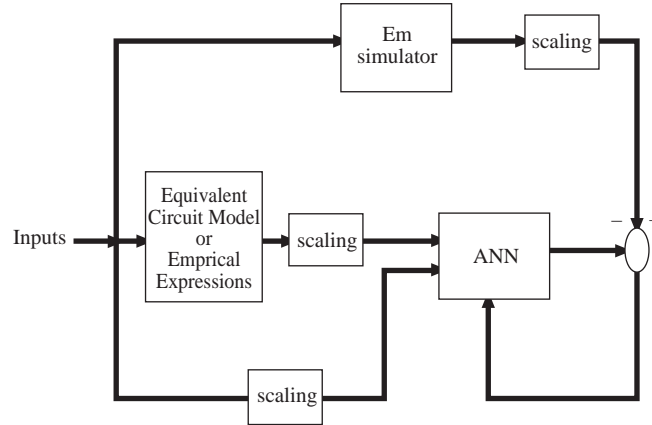 Em
simulator
scaling
Equivalent
Circuit Model
or
Emprical
Expressions
Inputs
scaling
ANN
scaling
– -